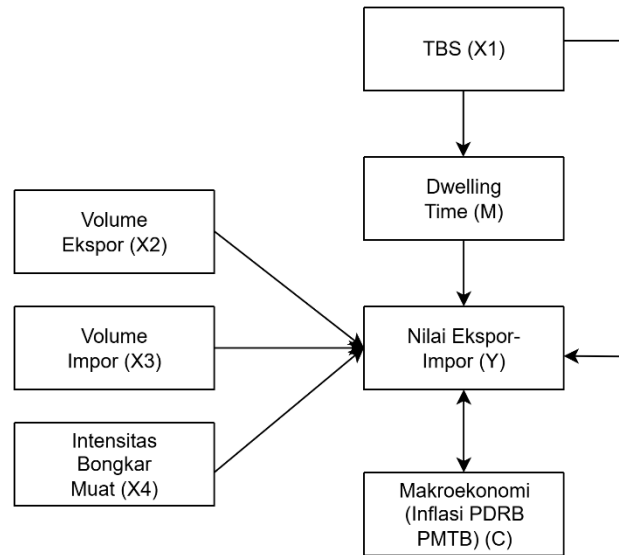 TBS (X1)
Dwelling
Time (M)
Volume
Ekspor (X2)
Volume
Impor (X3)
Nilai Ekspor-
Impor (Y)
Intensitas
Bongkar
Muat (X4)
Makroekonomi
(Inflasi PDRB
PMTB) (C)